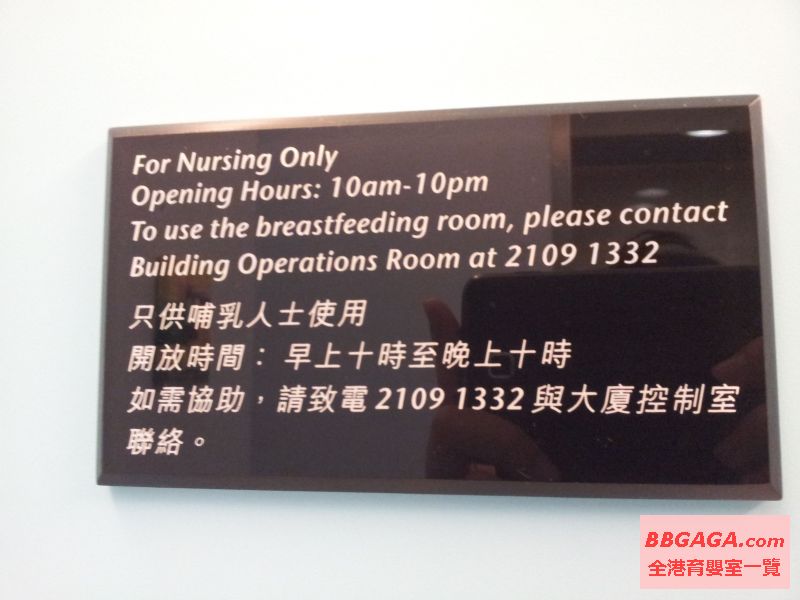 For Nursing Only
Opening Hours: 10am-10pm
To use the breastfeeding room, please contact
Building Operations Room at 2109 1332
只供哺乳人士使用
開放時間： 早上十時至晚上十時
如需協助，請致電 2109 1332 與大廈控制室
聯絡。
BBGAGA.com
全港育嬰室一覽